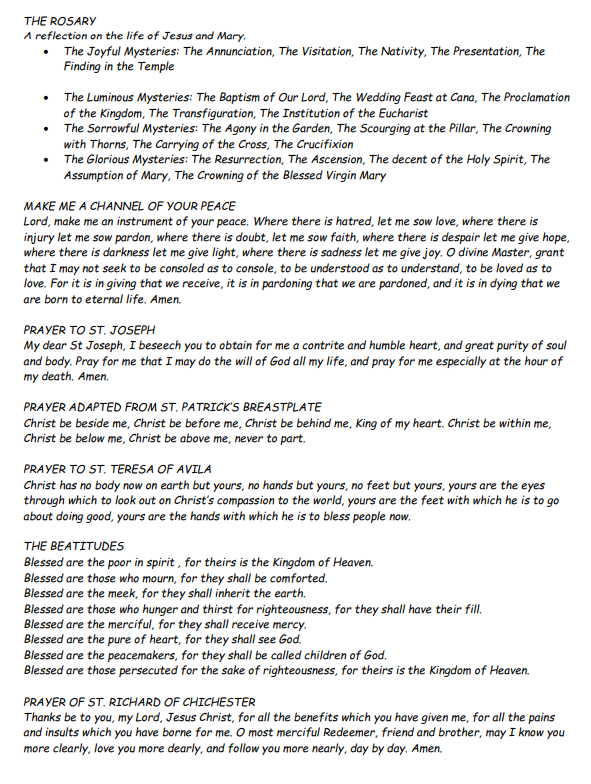 THE ROSARY
A reflection on the life of Jesus and Mary.
• The Joyful Mysteries: The Annunciation, The Visitation, The Nativity, The Presentation, The
Finding in the Temple
• The Luminous Mysteries: The Baptism of Our Lord, The Wedding Feast at Cana, The Proclamation
of the Kingdom, The Transfiguration, The Institution of the Eucharist
• The Sorrowful Mysteries: The Agony in the Garden, The Scourging at the Pillar, The Crowning
with Thorns, The Carrying of the Cross, The Crucifixion
• The Glorious Mysteries: The Resurrection, The Ascension, The decent of the Holy Spirit, The
Assumption of Mary, The Crowning of the Blessed Virgin Mary
MAKE ME A CHANNEL OF YOUR PEACE
Lord, make me an instrument of your peace. Where there is hatred, let me sow love, where there is
injury let me sow pardon, where there is doubt, let me sow faith, where there is despair let me give hope,
where there is darkness let me give light, where there is sadness let me give joy. O divine Master, grant
that I may not seek to be consoled as to console, to be understood as to understand, to be loved as to
love. For it is in giving that we receive, it is in pardoning that we are pardoned, and it is in dying that we
are born to eternal life. Amen.
PRAYER TO ST. JOSEPH
My dear St Joseph, I beseech you to obtain for me a contrite and humble heart, and great purity of soul
and body. Pray for me that I may do the will of God all my life, and pray for me especially at the hour of
my death. Amen.
PRAYER ADAPTED FROM ST. PATRICK'S BREASTPLATE
Christ be beside me, Christ be before me, Christ be behind me, King of my heart. Christ be within me,
Christ be below me, Christ be above me, never to part.
PRAYER TO ST. TERESA OF AVILA
Christ has no body now on earth but yours, no hands but yours, no feet but yours, yours are the eyes
through which to look out on Christ's compassion to the world, yours are the feet with which he is to go
about doing good, yours are the hands with which he is to bless people now.
THE BEATITUDES
Blessed are the poor in spirit , for theirs is the Kingdom of Heaven.
Blessed are those who mourn, for they shall be comforted.
Blessed are the meek, for they shall inherit the earth.
Blessed are those who hunger and thirst for righteousness, for they shall have their fill.
Blessed are the merciful, for they shall receive mercy.
Blessed are the pure of heart, for they shall see God.
Blessed are the peacemakers, for they shall be called children of God.
Blessed are those persecuted for the sake of righteousness, for theirs is the Kingdom of Heaven.
PRAYER OF ST. RICHARD OF CHICHESTER
Thanks be to you, my Lord, Jesus Christ, for all the benefits which you have given me, for all the pains
and insults which you have borne for me. O most merciful Redeemer, friend and brother, may I know you
more clearly, love you more dearly, and follow you more nearly, day by day. Amen.